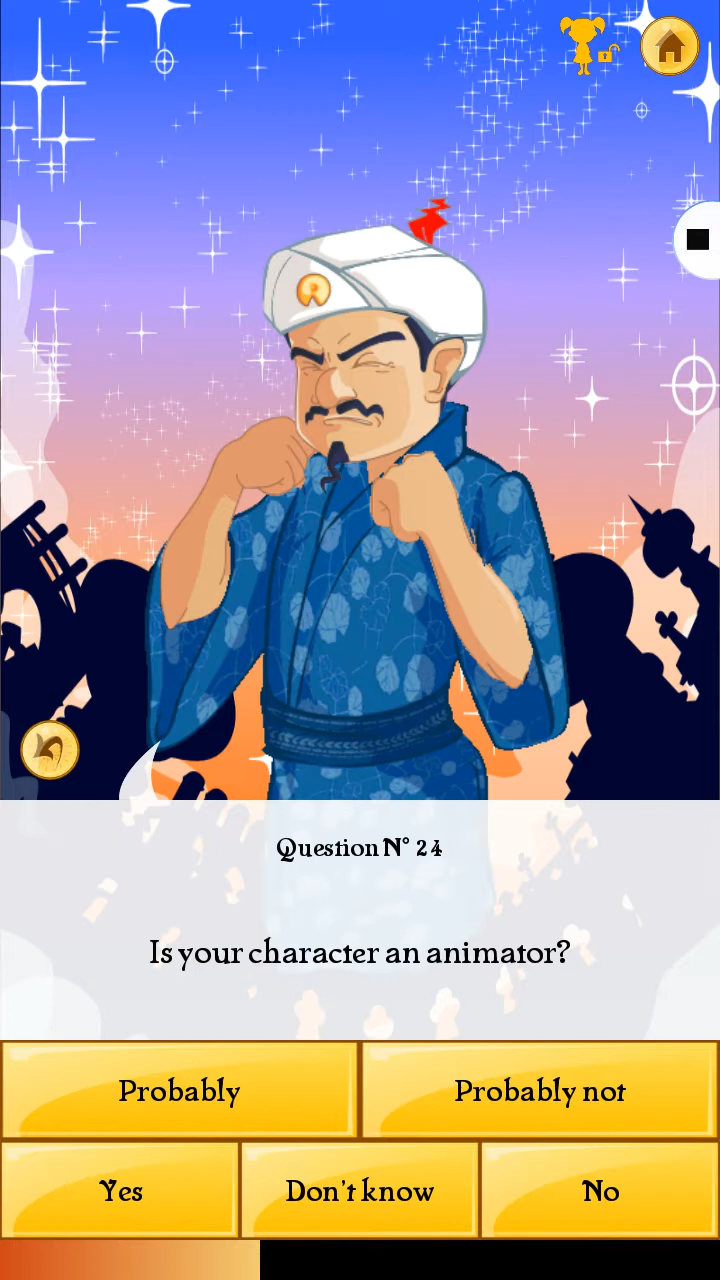 Question N° 24
Is your character an animator?
Probably
Probably not
Yes
Don't know
No